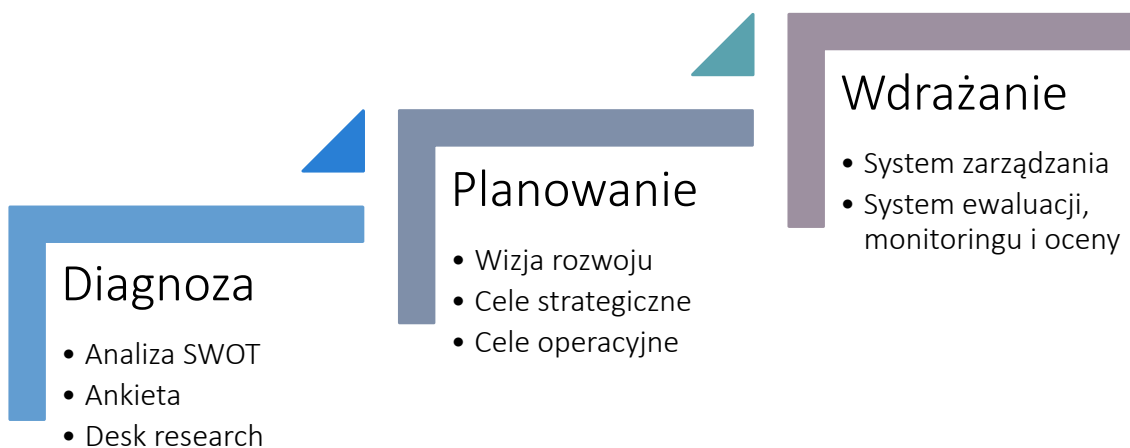 Diagnoza
• Analiza SWOT
• Ankieta
• Desk research
Planowanie
• Wizja rozwoju
• Cele strategiczne
• Cele operacyjne
Wdrażanie
• System zarządzania
• System ewaluacji,
monitoringu i oceny